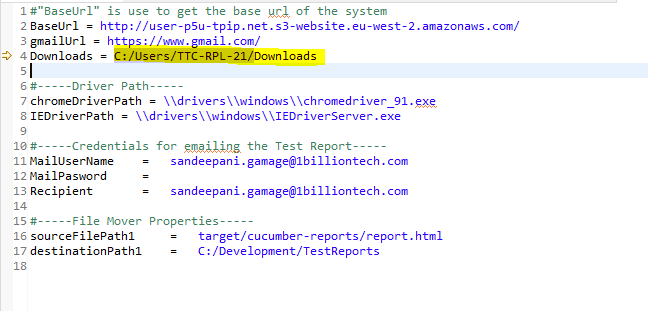 1 #"BaseUrl" is use to get the base url of the system
2 BaseUrl = http://user-p5u-tpip.net.s3-website.eu-west-2.amazonaws.com/
3 gmailUrl = https://www.gmail.com/
4 Downloads = C:/Users/TTC-RPL-21/Downloads
5
6 #-----Driver Path-----
7 chromeDriverPath = \\drivers\\windows\\chromedriver_91.exe
8 IEDriverPath = \\drivers\\windows\\IEDriverServer.exe
9
10 #-----Credentials for emailing the Test Report-----
11 MailUserName    =   sandeepani.gamage@1billiontech.com
12 MailPasword     =
13 Recipient       =   sandeepani.gamage@1billiontech.com
14
15 #-----File Mover Properties-----
16 sourceFilePath1     =   target/cucumber-reports/report.html
17 destinationPath1    =   C:/Development/TestReports
18